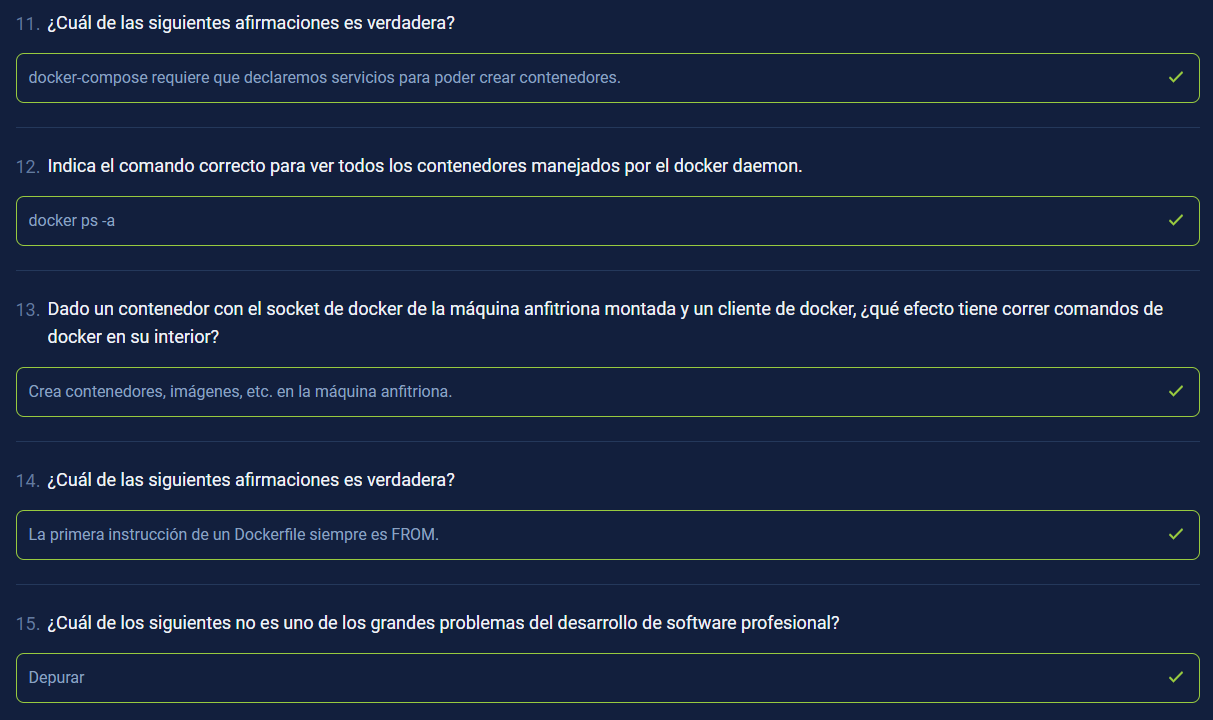 11. ¿Cuál de las siguientes afirmaciones es verdadera?
docker-compose requiere que declaremos servicios para poder crear contenedores.
12. Indica el comando correcto para ver todos los contenedores manejados por el docker daemon.
docker ps -a
13. Dado un contenedor con el socket de docker de la máquina anfitriona montada y un cliente de docker, ¿qué efecto tiene correr comandos de
docker en su interior?
Crea contenedores, imágenes, etc. en la máquina anfitriona.
14. ¿Cuál de las siguientes afirmaciones es verdadera?
La primera instrucción de un Dockerfile siempre es FROM.
15. ¿Cuál de los siguientes no es uno de los grandes problemas del desarrollo de software profesional?
Depurar